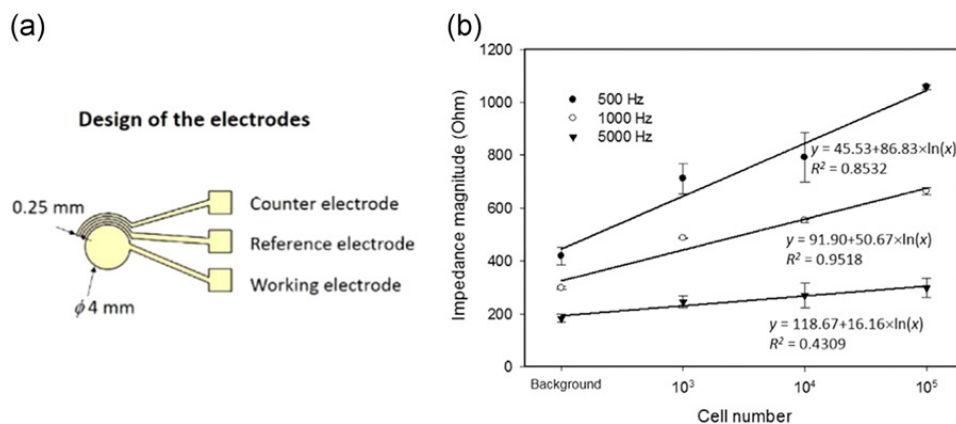 (a)
Design of the electrodes
0.25 mm
Counter electrode
Reference electrode
Working electrode
ϕ4 mm
(b)
Impedance magnitude (Ohm)
1200
1000
800
600
400
200
0
500 Hz
1000 Hz
5000 Hz
y = 45.53+86.83×ln(x)
R² = 0.8532
y = 91.90+50.67×ln(x)
R² = 0.9518
y = 118.67+16.16×ln(x)
R² = 0.4309
Background 10³ 10⁴ 10⁵
Cell number